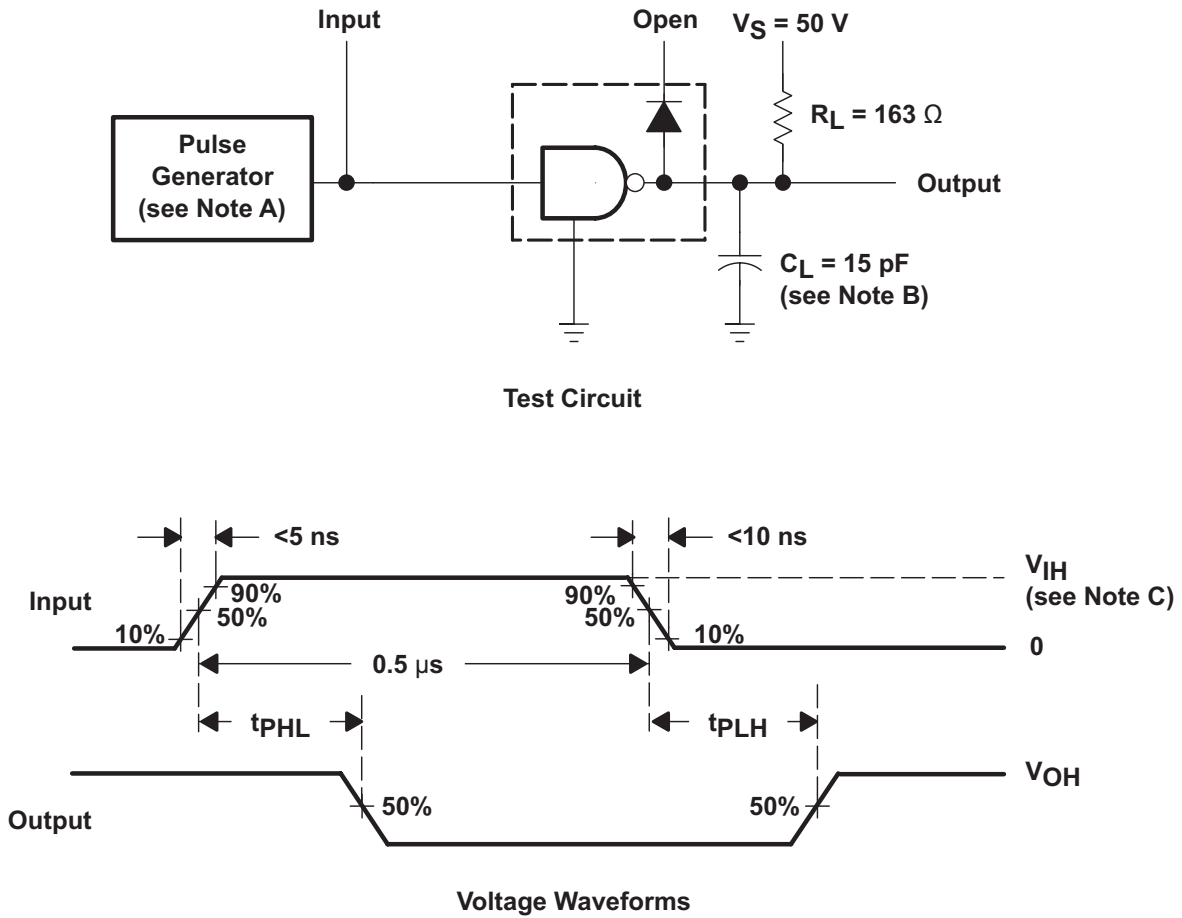 Input
Open
VS = 50 V
RL = 163 Ω
Pulse
Generator
(see Note A)
Output
CL = 15 pF
(see Note B)
Test Circuit
<5 ns
<10 ns
VIH
(see Note C)
Input
90%
50%
10%
90%
50%
10%
0
0.5 μs
tPHL
tPLH
VOH
Output
50%
50%
Voltage Waveforms